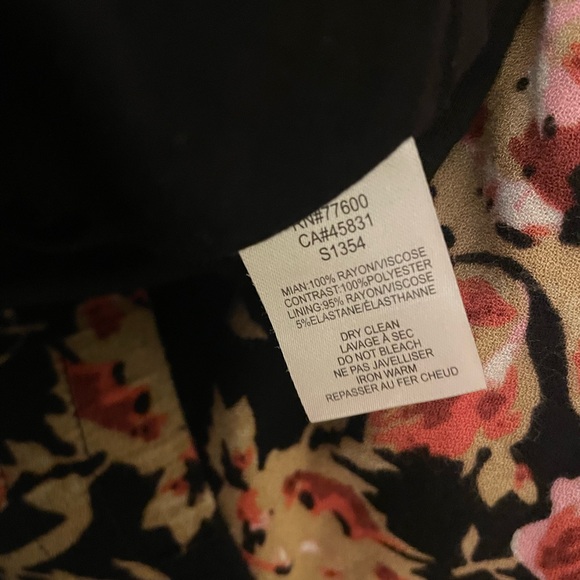 RN#77600
CA#45831
S1354
MIAN:100% RAYON/VISCOSE
CONTRAST:100%POLYESTER
LINING:95% RAYON/VISCOSE
5%ELASTANE/ÉLASTHANNE
DRY CLEAN
LAVAGE À SEC
DO NOT BLEACH
NE PAS JAVELLISER
IRON WARM
REPASSER AU FER CHEUD